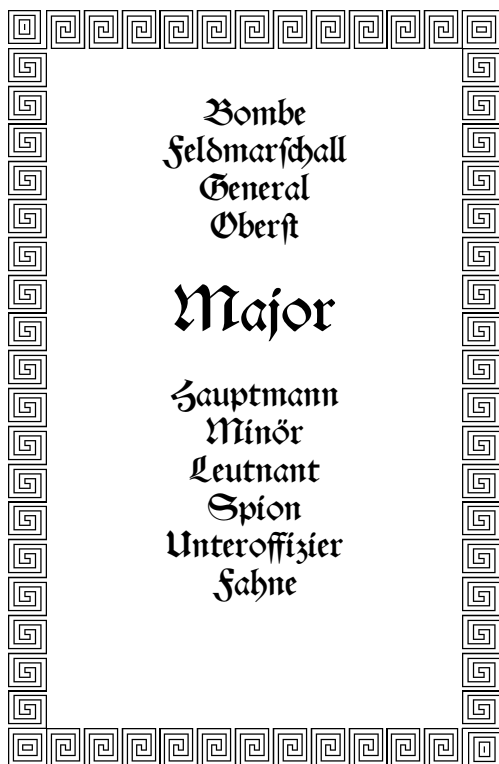 Bombe
Feldmarſchall
General
Oberſt
Major
Hauptmann
Minör
Leutnant
Spion
Unteroffizier
Fahne